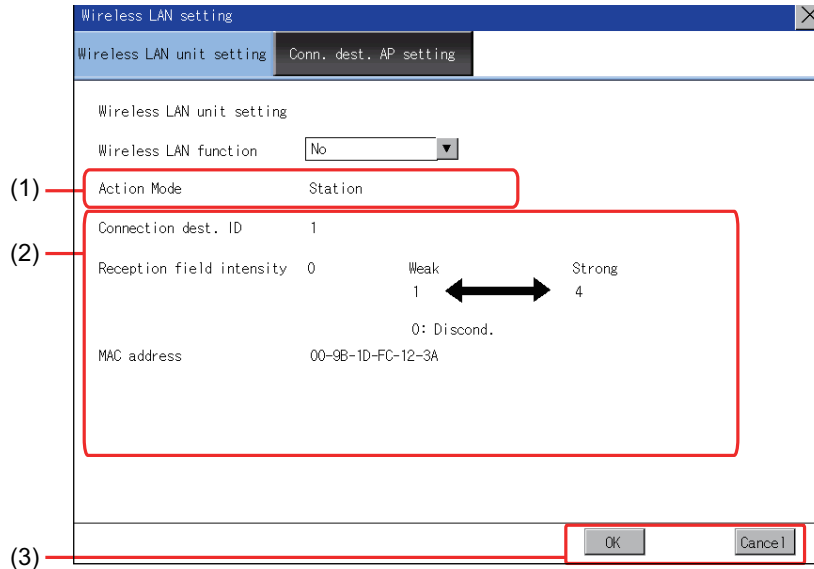 Wireless LAN setting
Wireless LAN unit setting Conn. dest. AP setting
Wireless LAN unit setting
Wireless LAN function No
(1) Action Mode Station
(2)
Connection dest. ID 1
Reception field intensity 0 Weak Strong
1 4
0: Discond.
MAC address 00-9B-1D-FC-12-3A
(3) OK Cancel